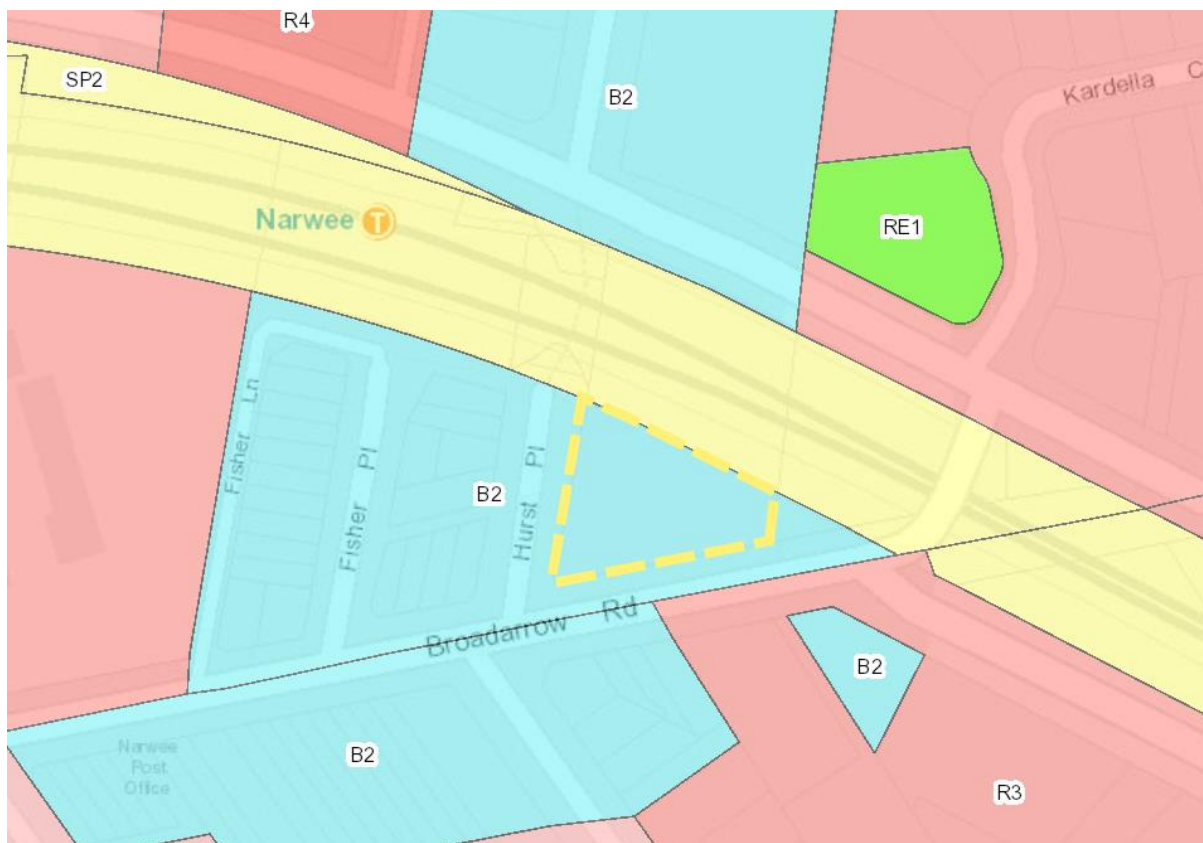 R4
SP2
B2
Kardella C
Narwee T
RE1
Fisher Ln
Fisher Pl
B2
Hurst Pl
Broadarrow Rd
B2
B2
Narwee
Post
Office
R3